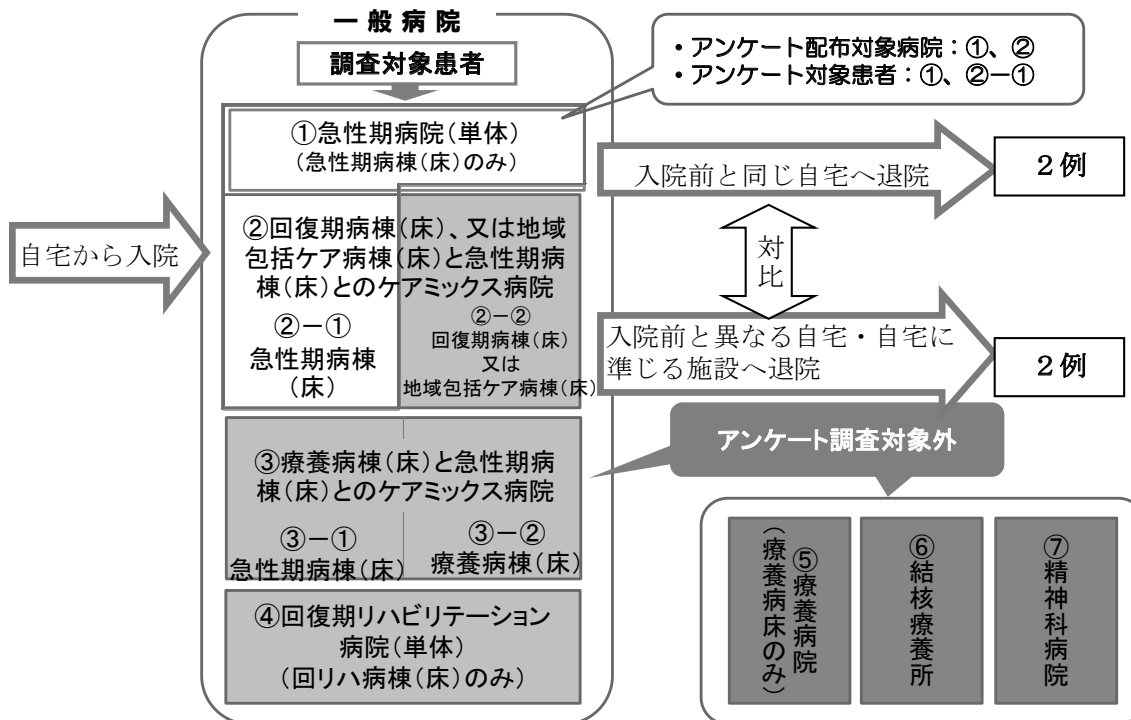 一般病院
調査対象患者
・アンケート配布対象病院：①、②
・アンケート対象患者：①、②－①
①急性期病院（単体）
（急性期病棟（床）のみ）
入院前と同じ自宅へ退院
2例
自宅から入院
②回復期病棟（床）、又は地域
包括ケア病棟（床）と急性期病
棟（床）とのケアミックス病院
②－①
急性期病棟
（床）
②－②
回復期病棟（床）
又は
地域包括ケア病棟（床）
対比
入院前と異なる自宅・自宅に
準じる施設へ退院
2例
アンケート調査対象外
③療養病棟（床）と急性期病
棟（床）とのケアミックス病院
③－①
急性期病棟（床）
③－②
療養病棟（床）
④回復期リハビリテーション
病院（単体）
（回リハ病棟（床）のみ）
⑤療養病院
（療養病床のみ）
⑥結核療養所
⑦精神科病院